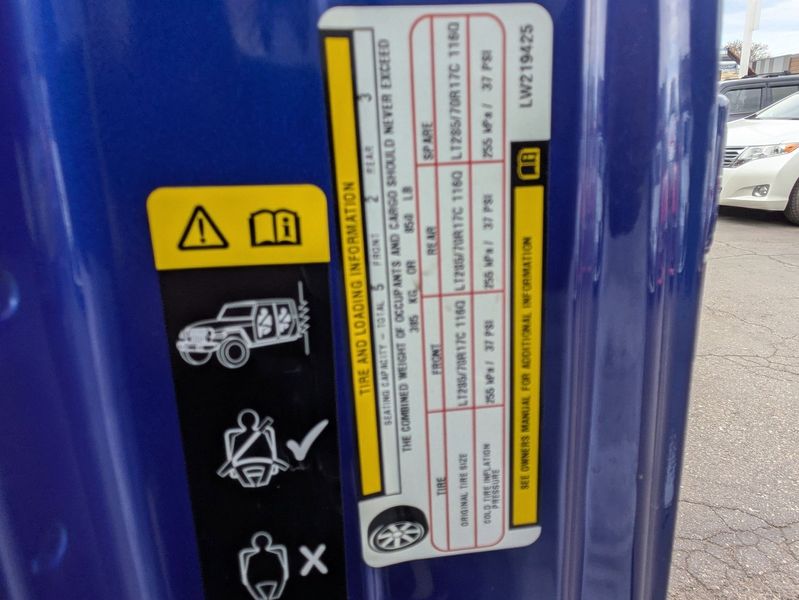 TIRE AND LOADING INFORMATION
SEATING CAPACITY - TOTAL 5 FRONT 2 REAR 3
THE COMBINED WEIGHT OF OCCUPANTS AND CARGO SHOULD NEVER EXCEED
385 KG OR 850 LB
TIRE FRONT REAR SPARE
ORIGINAL TIRE SIZE LT285/70R17C 116Q LT285/70R17C 116Q LT285/70R17C 116Q
COLD TIRE INFLATION
PRESSURE 255 kPa / 37 PSI 255 kPa / 37 PSI 255 kPa / 37 PSI
SEE OWNERS MANUAL FOR ADDITIONAL INFORMATION
LW219425